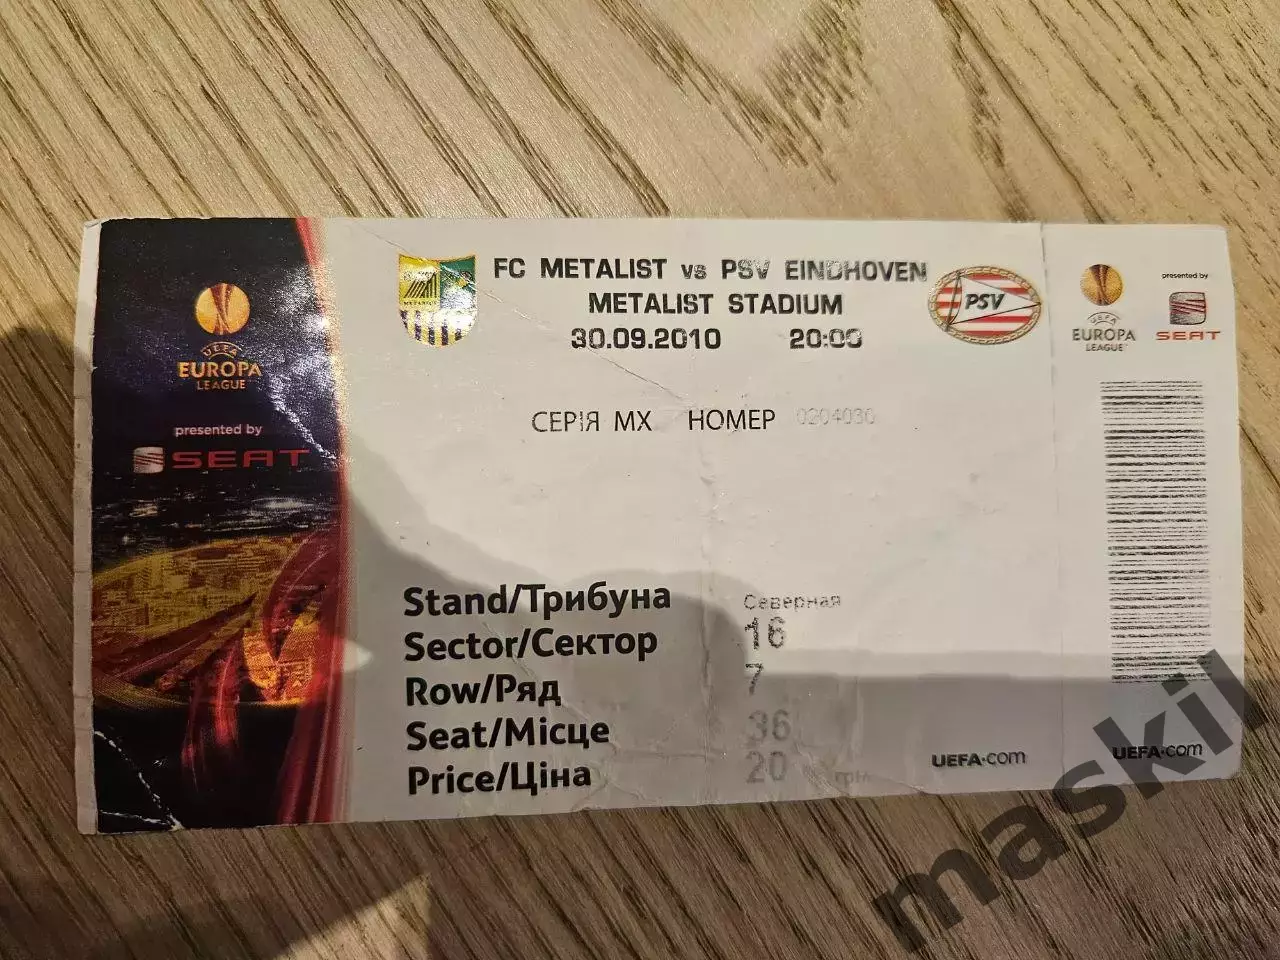 FC METALIST vs PSV EINDHOVEN
METALIST STADIUM
30.09.2010 20:00
PSV
METALIST
UEFA
EUROPA
LEAGUE
presented by
SEAT
UEFA
EUROPA
LEAGUE
presented by
SEAT
СЕРІЯ МХ НОМЕР 0204030
Stand/Трибуна Северная
Sector/Сектор 16
Row/Ряд 7
Seat/Місце 36
Price/Ціна 20
UEFA.com
UEFA.com
maskil